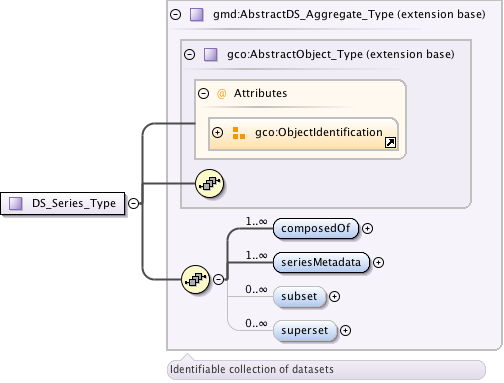 gmd:AbstractDS_Aggregate_Type (extension base)
gco:AbstractObject_Type (extension base)
@ Attributes
gco:ObjectIdentification
DS_Series_Type
1..∞ composedOf
1..∞ seriesMetadata
0..∞ subset
0..∞ superset
Identifiable collection of datasets